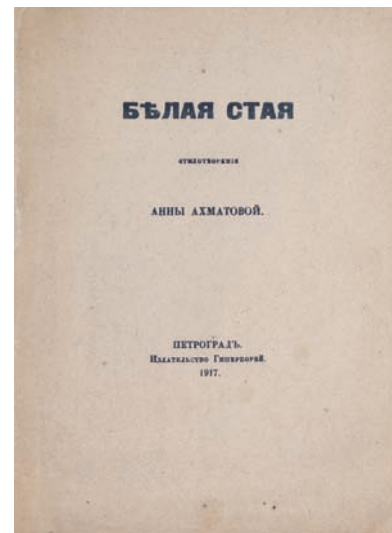 БѢЛАЯ СТАЯ
СТИХОТВОРЕНІЯ
АННЫ АХМАТОВОЙ.
ПЕТРОГРАДЪ.
Издательство Гиперборей.
1917.